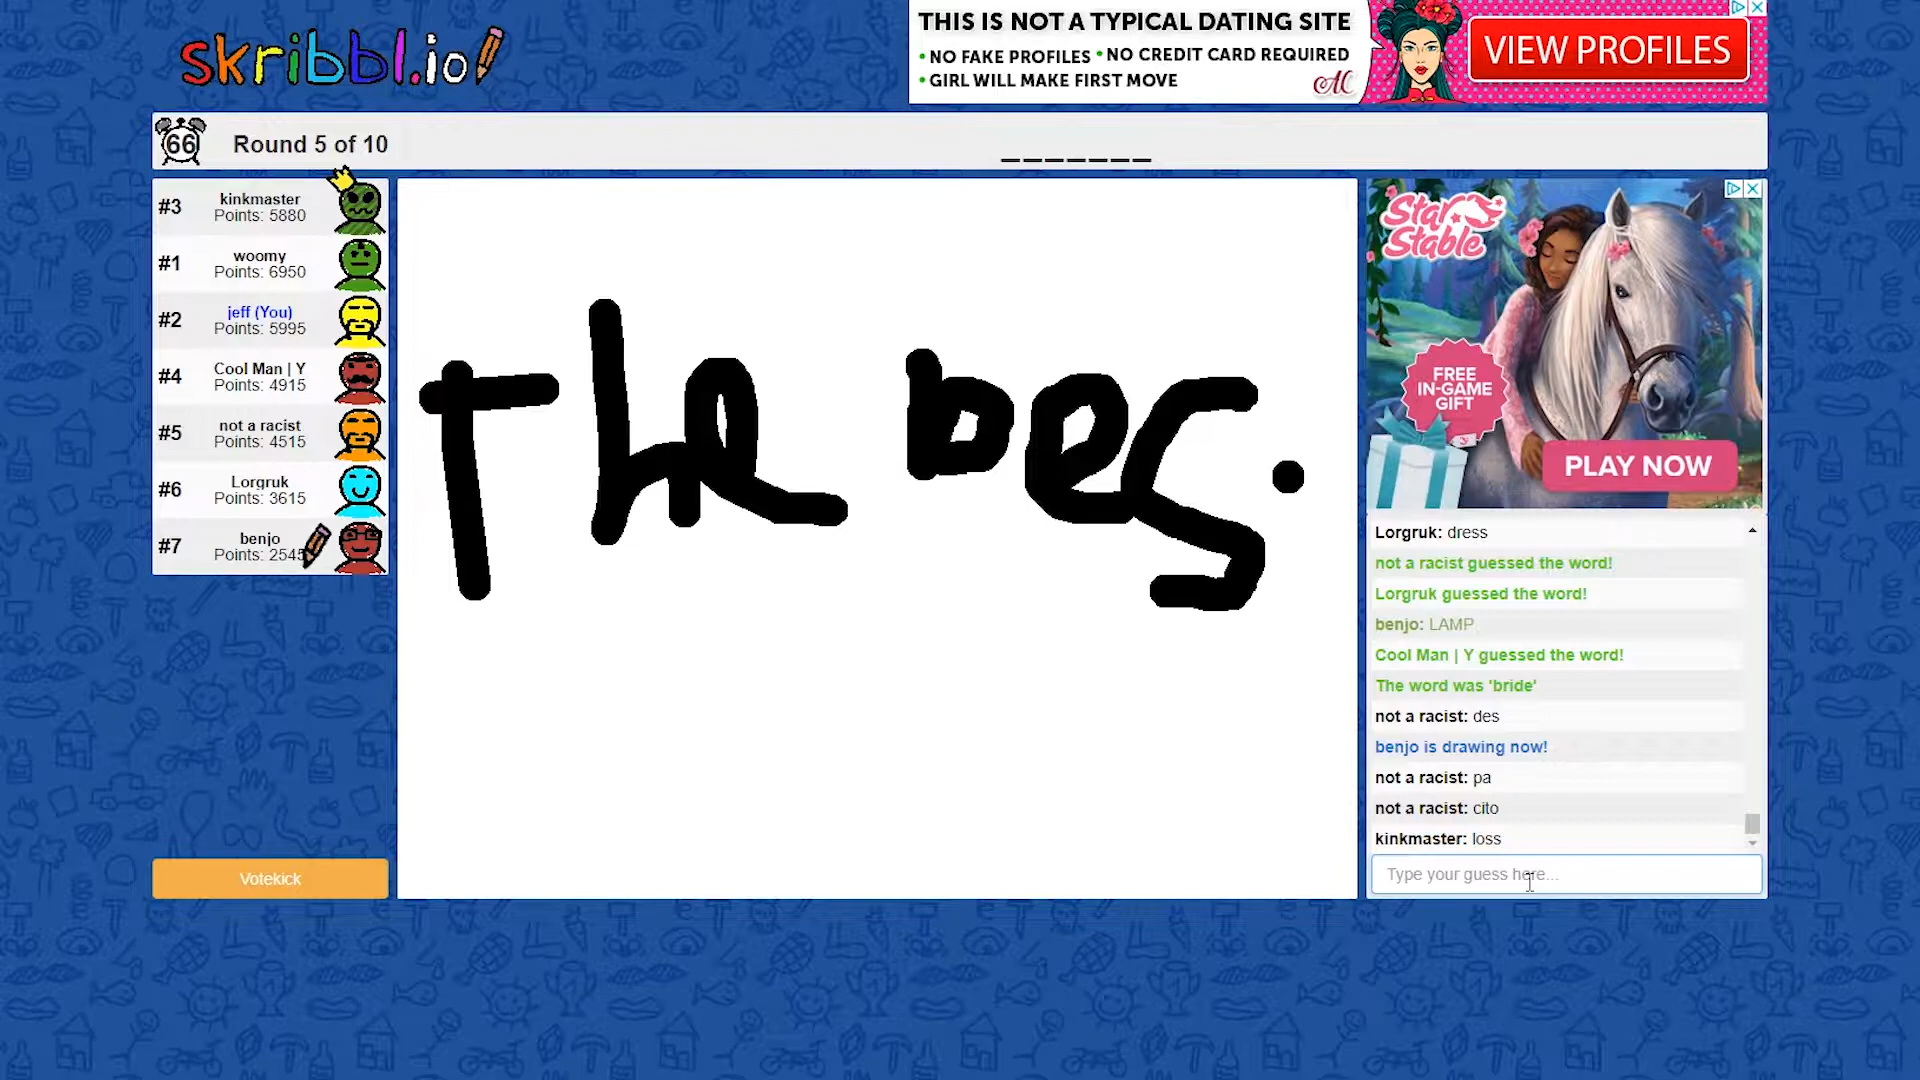 skribbl.io
THIS IS NOT A TYPICAL DATING SITE
• NO FAKE PROFILES • NO CREDIT CARD REQUIRED
• GIRL WILL MAKE FIRST MOVE
VIEW PROFILES
66
Round 5 of 10
_______
#3
kinkmaster
Points: 5880
#1
woomy
Points: 6950
#2
jeff (You)
Points: 5995
#4
Cool Man | Y
Points: 4915
#5
not a racist
Points: 4515
#6
Lorgruk
Points: 3615
#7
benjo
Points: 2545
Votekick
The bes.
Star
Stable
FREE
IN-GAME
GIFT
PLAY NOW
Lorgruk: dress
not a racist guessed the word!
Lorgruk guessed the word!
benjo: LAMP
Cool Man | Y guessed the word!
The word was 'bride'
not a racist: des
benjo is drawing now!
not a racist: pa
not a racist: cito
kinkmaster: loss
Type your guess here...